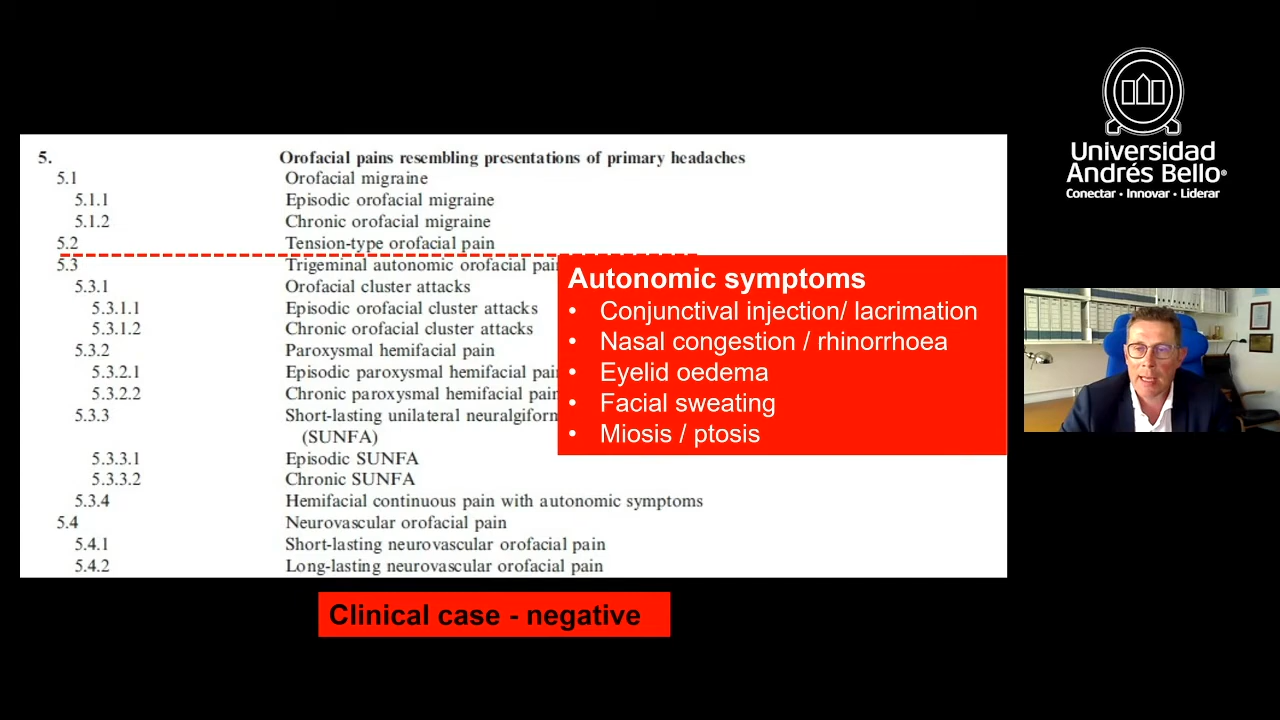 5. Orofacial pains resembling presentations of primary headaches
5.1 Orofacial migraine
5.1.1 Episodic orofacial migraine
5.1.2 Chronic orofacial migraine
5.2 Tension-type orofacial pain
5.3 Trigeminal autonomic orofacial pai
5.3.1 Orofacial cluster attacks
5.3.1.1 Episodic orofacial cluster attacks
5.3.1.2 Chronic orofacial cluster attacks
5.3.2 Paroxysmal hemifacial pain
5.3.2.1 Episodic paroxysmal hemifacial pai
5.3.2.2 Chronic paroxysmal hemifacial pain
5.3.3 Short-lasting unilateral neuralgiform
(SUNFA)
5.3.3.1 Episodic SUNFA
5.3.3.2 Chronic SUNFA
5.3.4 Hemifacial continuous pain with autonomic symptoms
5.4 Neurovascular orofacial pain
5.4.1 Short-lasting neurovascular orofacial pain
5.4.2 Long-lasting neurovascular orofacial pain
Autonomic symptoms
• Conjunctival injection/ lacrimation
• Nasal congestion / rhinorrhoea
• Eyelid oedema
• Facial sweating
• Miosis / ptosis
Clinical case - negative
Universidad
Andrés Bello®
Conectar • Innovar • Liderar